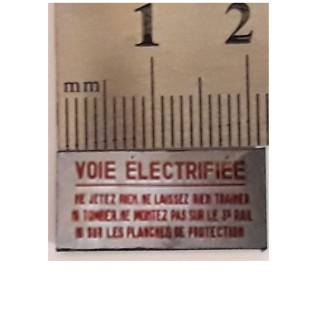 1 2
mm
VOIE ÉLECTRIFIÉE
NE JETEZ RIEN, NE LAISSEZ RIEN TRAINER
NI TOMBER, NE MONTEZ PAS SUR LE 3º RAIL
NI SUR LES PLANCHES DE PROTECTION